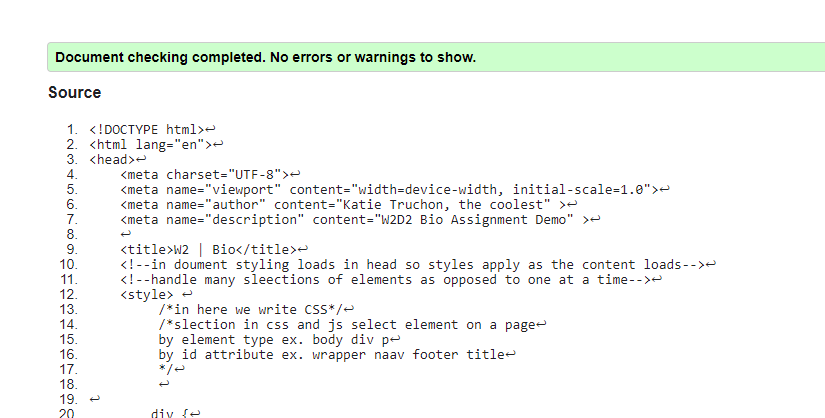 Document checking completed. No errors or warnings to show.
Source
1. <!DOCTYPE html>↩
2. <html lang="en">↩
3. <head>↩
4. <meta charset="UTF-8">↩
5. <meta name="viewport" content="width=device-width, initial-scale=1.0">↩
6. <meta name="author" content="Katie Truchon, the coolest" >↩
7. <meta name="description" content="W2D2 Bio Assignment Demo" >↩
8. ↩
9. <title>W2 | Bio</title>↩
10. <!--in doument styling loads in head so styles apply as the content loads-->↩
11. <!--handle many sleections of elements as opposed to one at a time-->↩
12. <style> ↩
13. /*in here we write CSS*/↩
14. /*slection in css and js select element on a page↩
15. by element type ex. body div p↩
16. by id attribute ex. wrapper naav footer title↩
17. */↩
18. ↩
19. ↩
20. div {↩